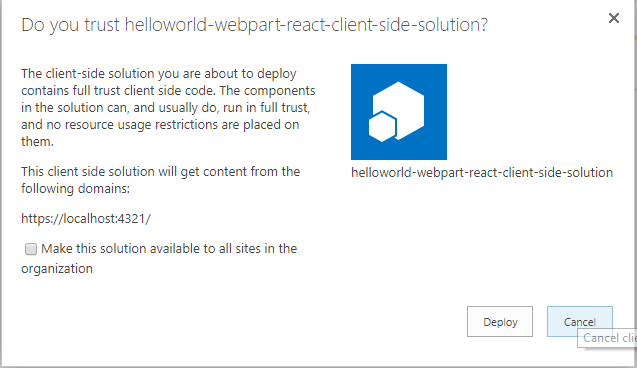 Do you trust helloworld-webpart-react-client-side-solution?
The client-side solution you are about to deploy
contains full trust client side code. The components
in the solution can, and usually do, run in full trust,
and no resource usage restrictions are placed on
them.
This client side solution will get content from the
following domains:
https://localhost:4321/
Make this solution available to all sites in the
organization
helloworld-webpart-react-client-side-solution
Deploy
Cancel
Cancel clie